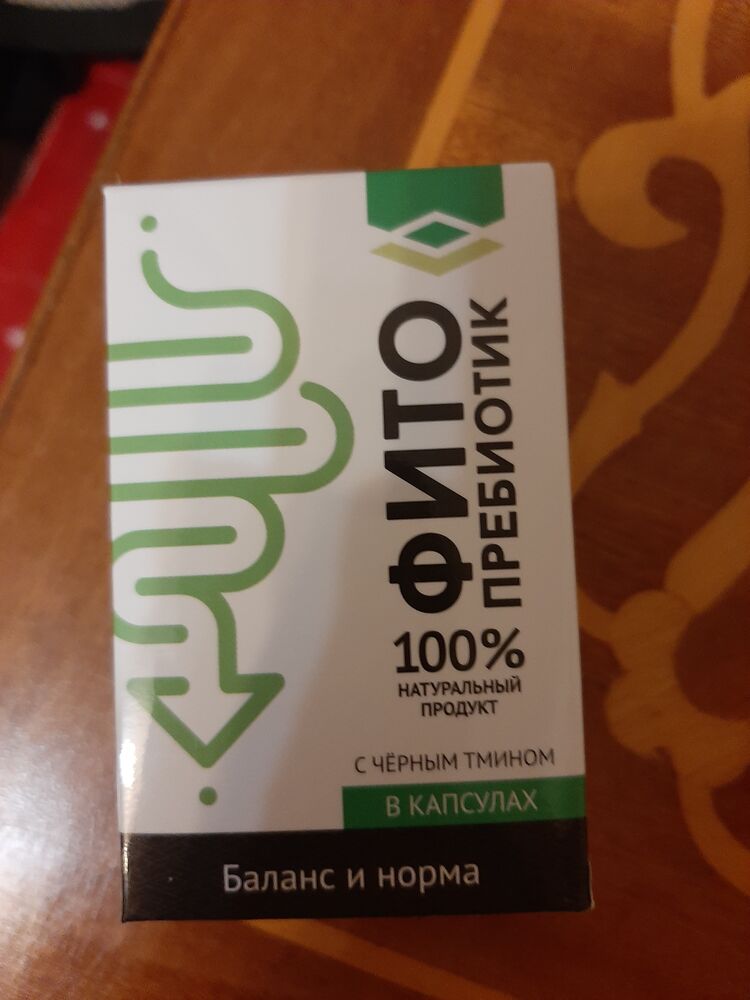 ФИТО
ПРЕБИОТИК
100%
НАТУРАЛЬНЫЙ
ПРОДУКТ
С ЧЁРНЫМ ТМИНОМ
В КАПСУЛАХ
Баланс и норма